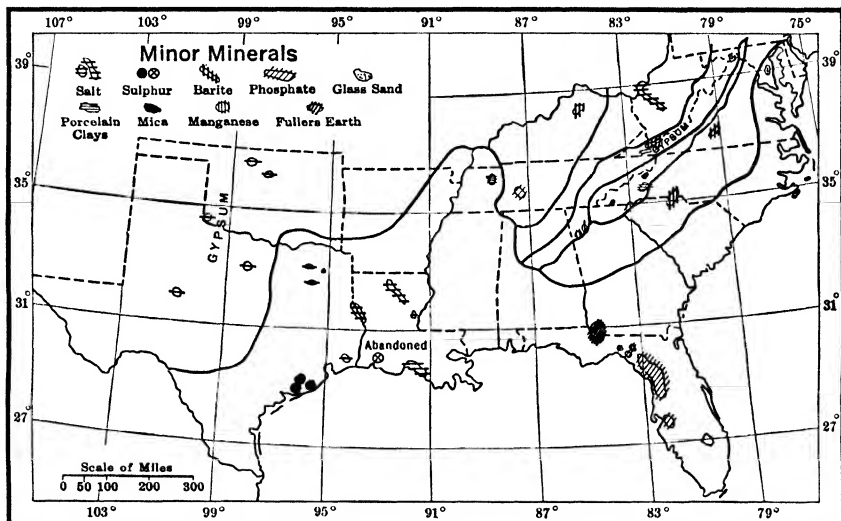 107° 103° 99° 95° 91° 87° 83° 79° 75°
Minor Minerals
Salt Sulphur Barite Phosphate Glass Sand
Porcelain Clays Mica Manganese Fullers Earth
39° 39°
35° 35°
31° 31°
27° 27°
GYPSUM
GYPSUM
Abandoned
Scale of Miles
0 50 100 200 300
103° 99° 95° 91° 87° 83° 79°